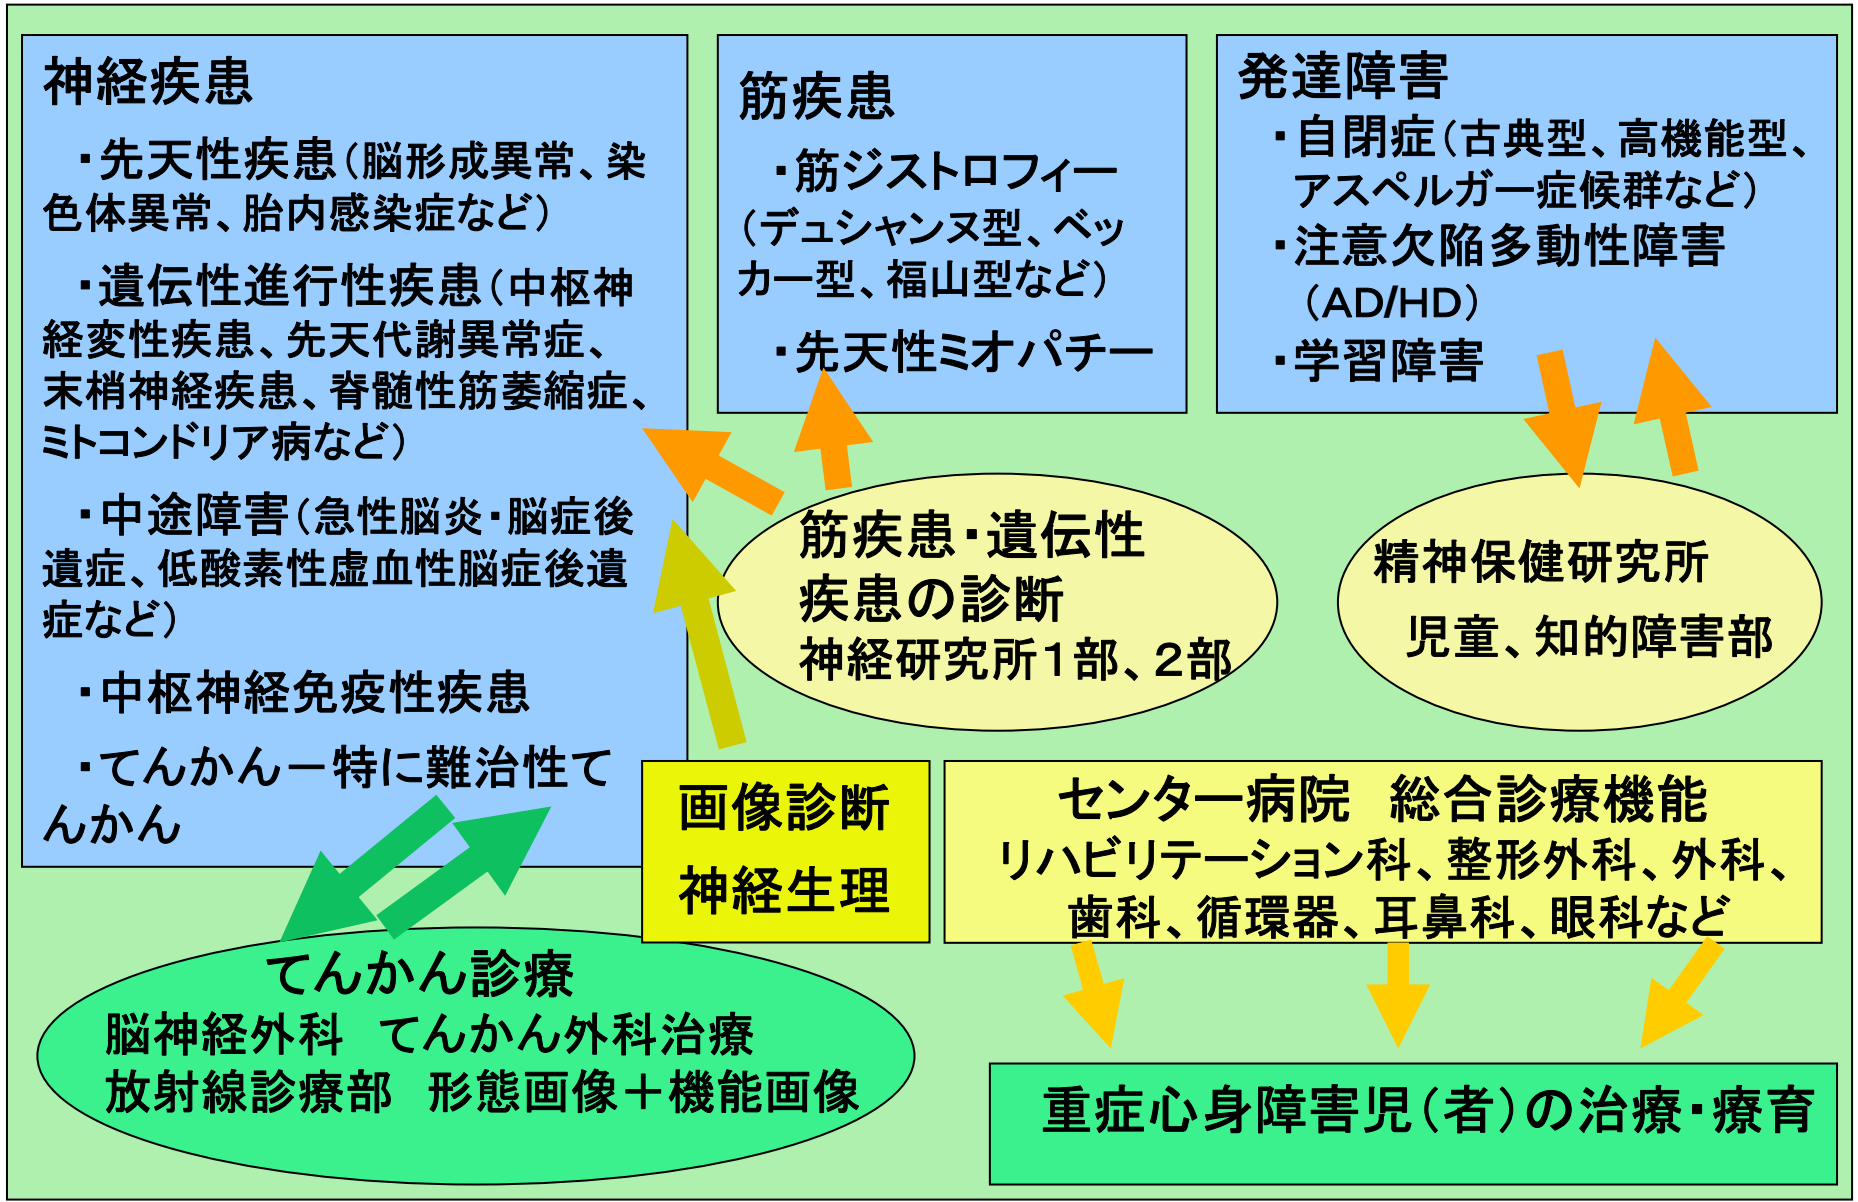 神経疾患
・先天性疾患（脳形成異常、染
色体異常、胎内感染症など）
・遺伝性進行性疾患（中枢神
経変性疾患、先天代謝異常症、
末梢神経疾患、脊髄性筋萎縮症、
ミトコンドリア病など）
・中途障害（急性脳炎・脳症後
遺症、低酸素性虚血性脳症後遺
症など）
・中枢神経免疫性疾患
・てんかん－特に難治性て
んかん
筋疾患
・筋ジストロフィー
（デュシャンヌ型、ベッ
カー型、福山型など）
・先天性ミオパチー
発達障害
・自閉症（古典型、高機能型、
アスペルガー症候群など）
・注意欠陥多動性障害
（AD/HD）
・学習障害
筋疾患・遺伝性
疾患の診断
神経研究所１部、２部
精神保健研究所
児童、知的障害部
画像診断
神経生理
センター病院　総合診療機能
リハビリテーション科、整形外科、外科、
歯科、循環器、耳鼻科、眼科など
てんかん診療
脳神経外科　てんかん外科治療
放射線診療部　形態画像＋機能画像
重症心身障害児（者）の治療・療育